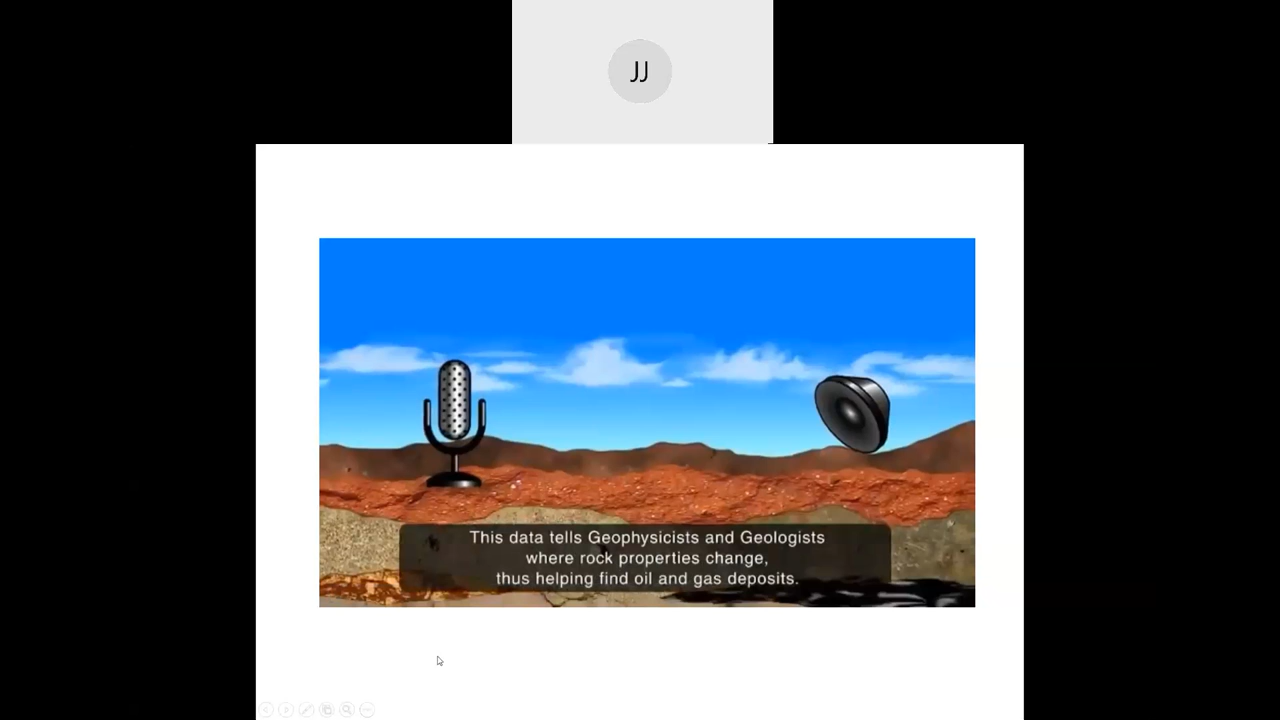 JJ
This data tells Geophysicists and Geologists
where rock properties change,
thus helping find oil and gas deposits.